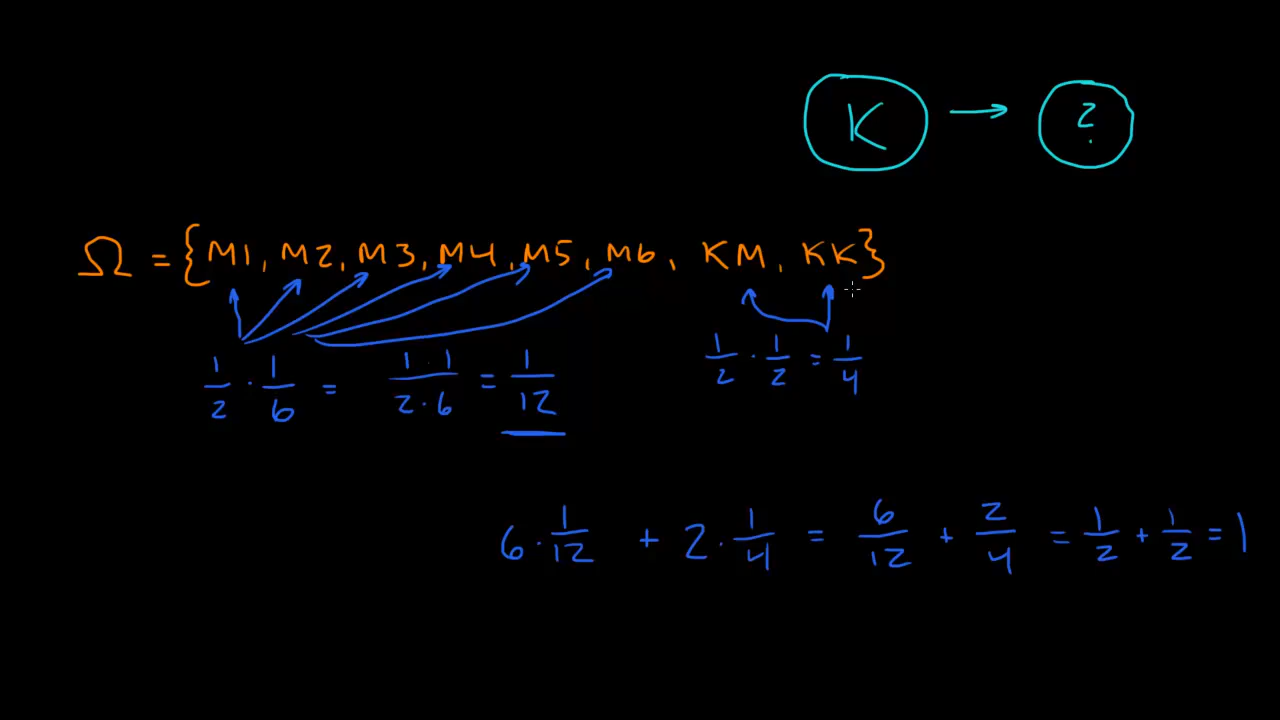 K → ?
Ω = {M1, M2, M3, M4, M5, M6, KM, KK}
1/2 · 1/6 = 1·1/2·6 = 1/12
1/2 · 1/2 = 1/4
6 · 1/12 + 2 · 1/4 = 6/12 + 2/4 = 1/2 + 1/2 = 1